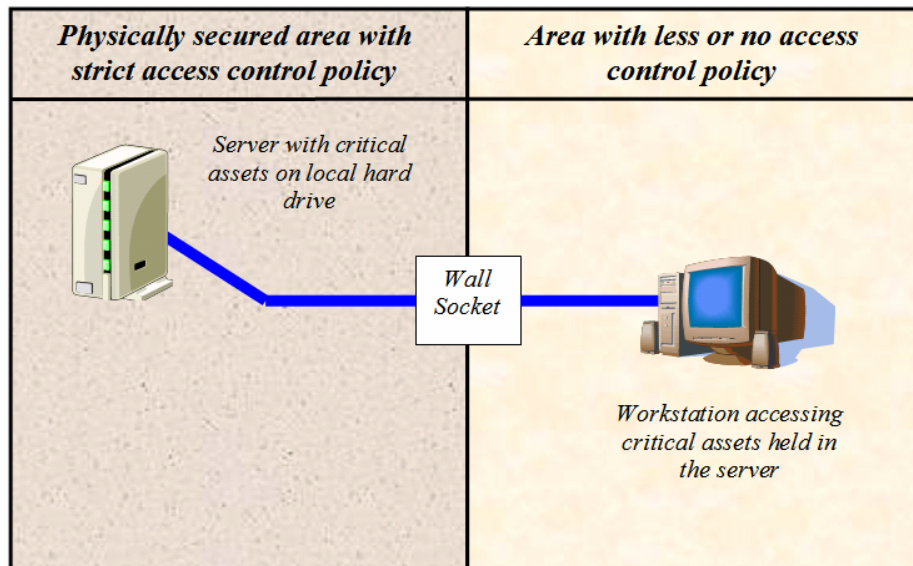 Physically secured area with
strict access control policy
Area with less or no access
control policy
Server with critical
assets on local hard
drive
Wall
Socket
Workstation accessing
critical assets held in
the server